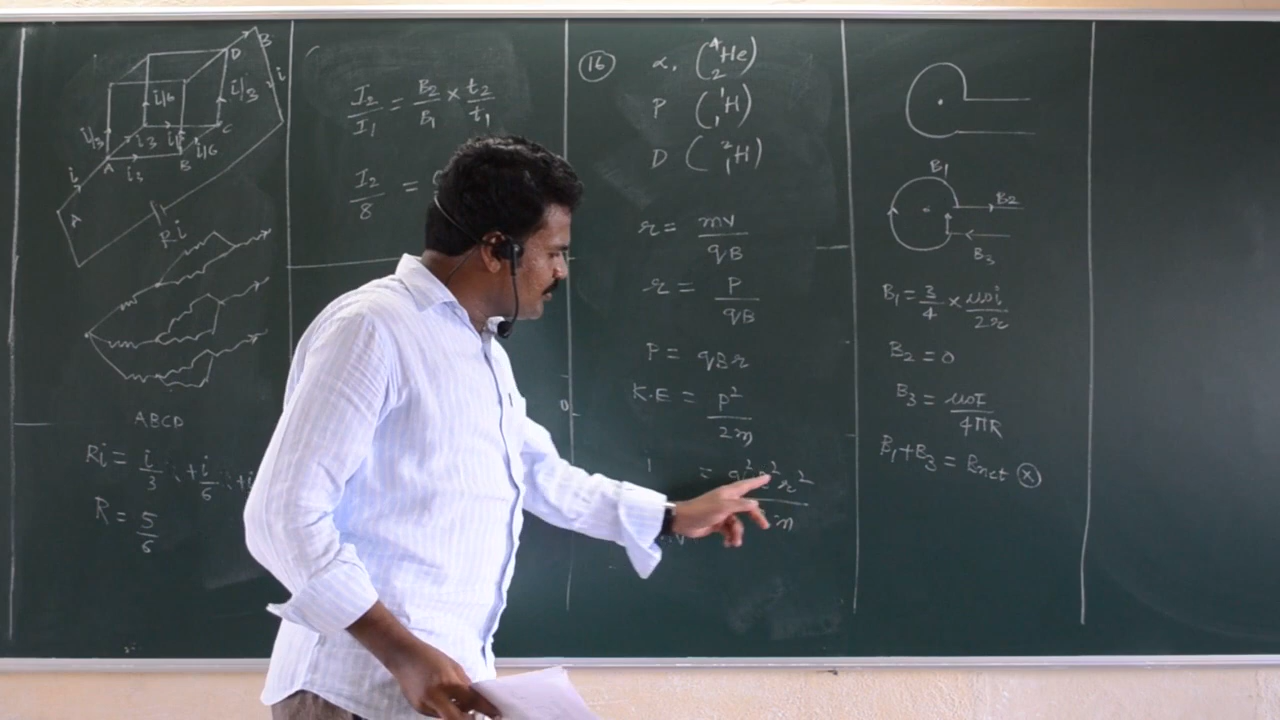 B
D
i
i/6
i/3
i/3
i/3
i/6
i/6
C
A
i/3
B
i
A
Ri
ABCD
Ri = i/3 + i/6 +
R = 5/6
I2/I1 = B2/B1 × t2/t1
I2/8 =
16
α, (⁴₂He)
P (¹₁H)
D (²₁H)
r = mv/qB
r = P/qB
P = qBr
K.E = P²/2m
= q²B²r²/2m
B1
B2
B3
B1 = 3/4 × μ0i/2r
B2 = 0
B3 = μ0I/4πR
B1 + B3 = Bnet ⊗